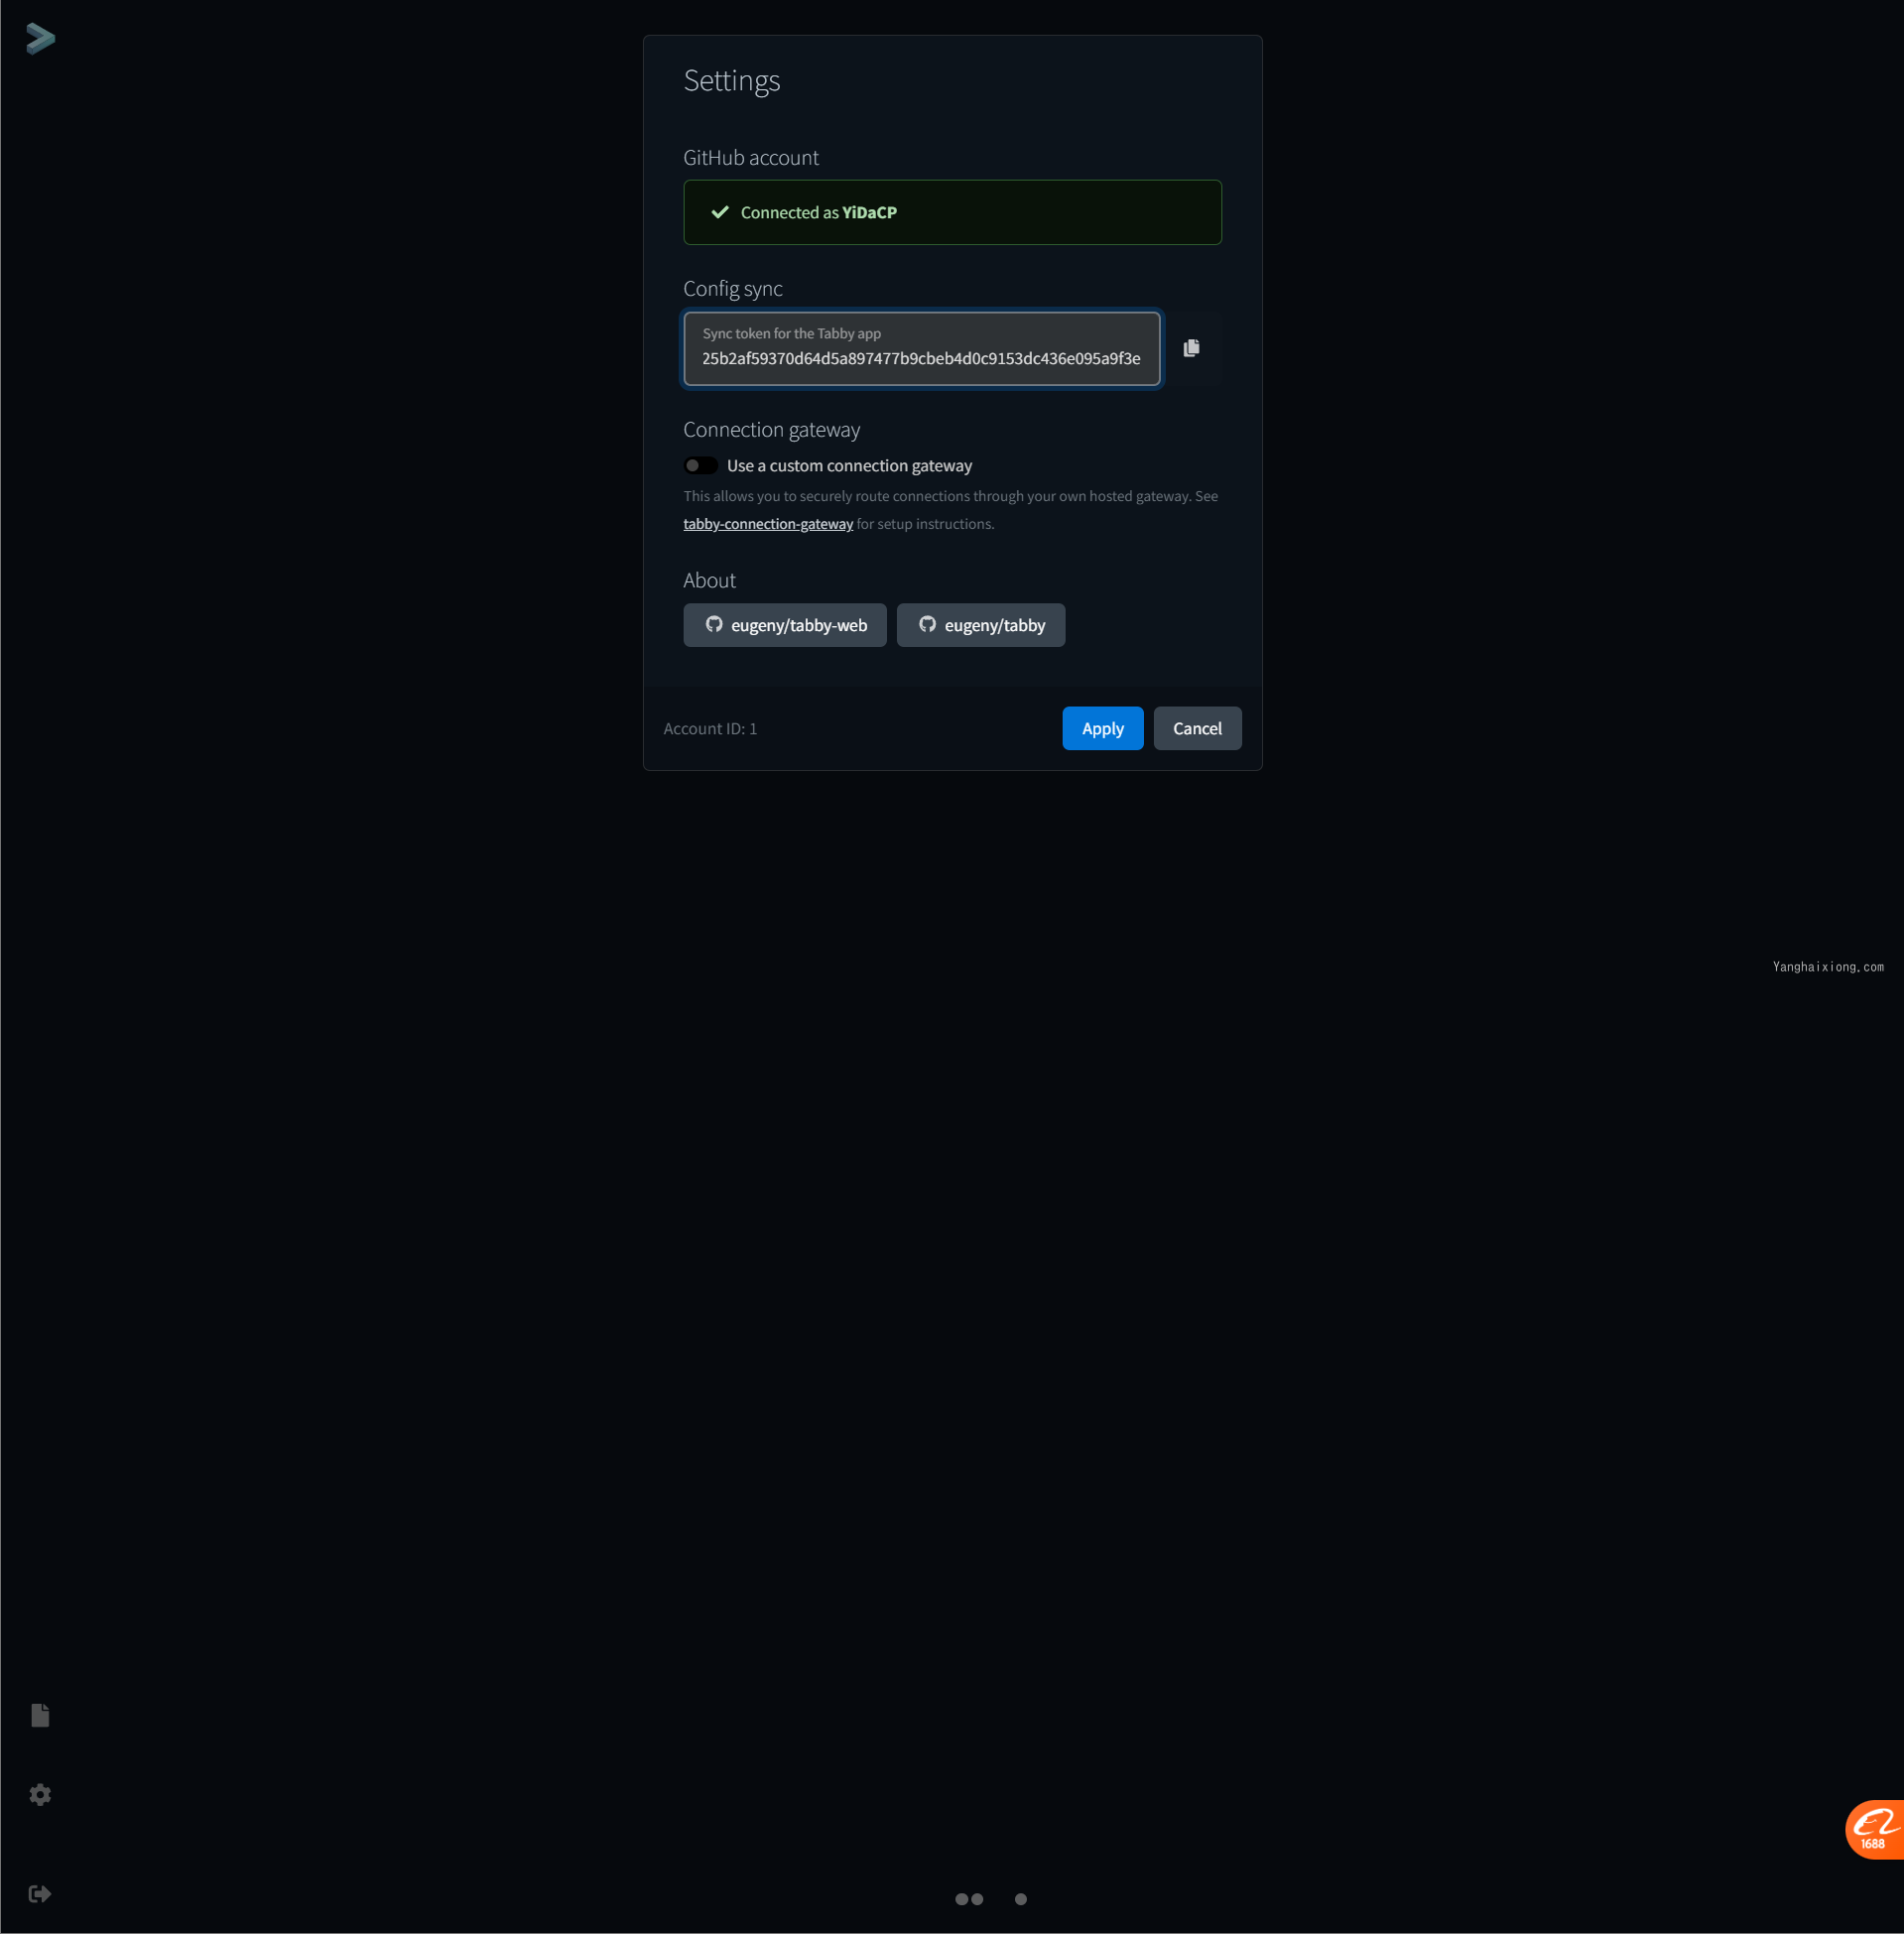 Settings
GitHub account
Connected as YiDaCP
Config sync
Sync token for the Tabby app
25b2af59370d64d5a897477b9cbeb4d0c9153dc436e095a9f3e
Connection gateway
Use a custom connection gateway
This allows you to securely route connections through your own hosted gateway. See
tabby-connection-gateway for setup instructions.
About
eugeny/tabby-web
eugeny/tabby
Account ID: 1
Apply
Cancel
Yanghaixiong.com
1688